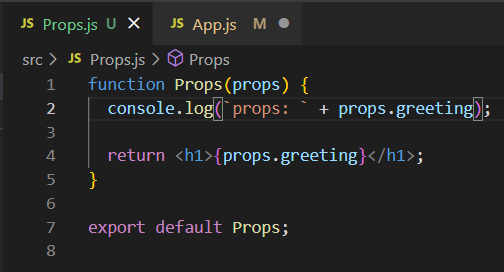 JS Props.js U × JS App.js M
src > JS Props.js > Props
1 function Props(props) {
2   console.log(`props: ` + props.greeting);
3
4   return <h1>{props.greeting}</h1>;
5 }
6
7 export default Props;
8